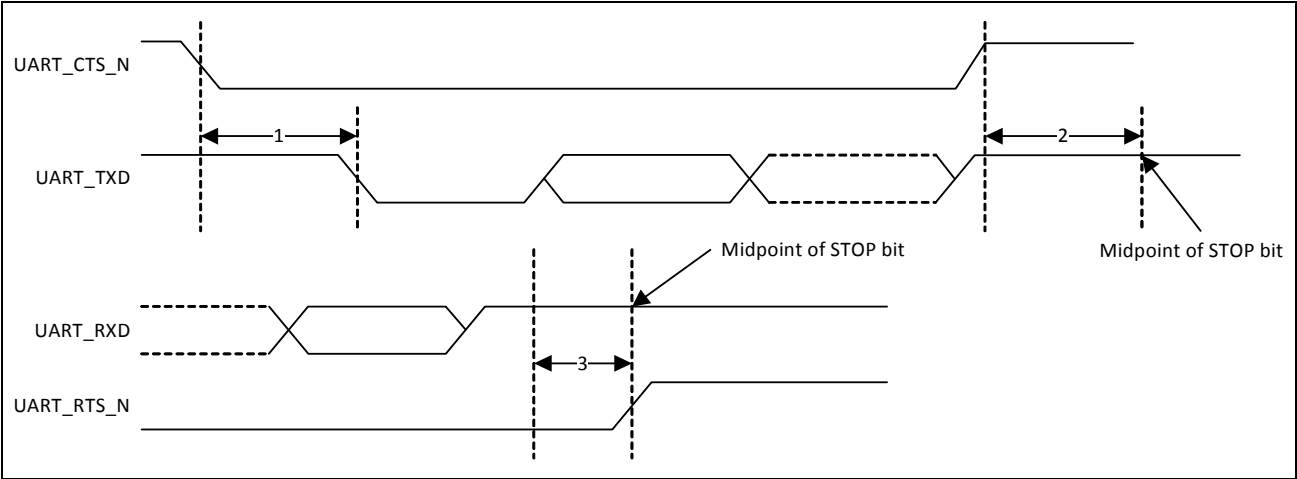 UART_CTS_N
1
2
UART_TXD
Midpoint of STOP bit
Midpoint of STOP bit
UART_RXD
3
UART_RTS_N